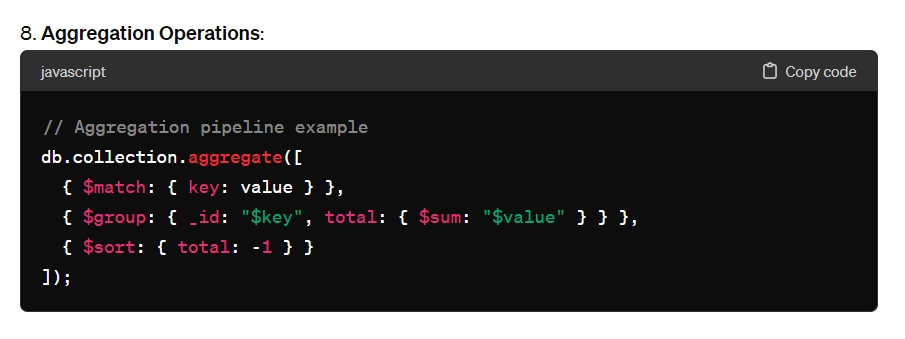 8. Aggregation Operations:
javascript Copy code
// Aggregation pipeline example
db.collection.aggregate([
  { $match: { key: value } },
  { $group: { _id: "$key", total: { $sum: "$value" } } },
  { $sort: { total: -1 } }
]);